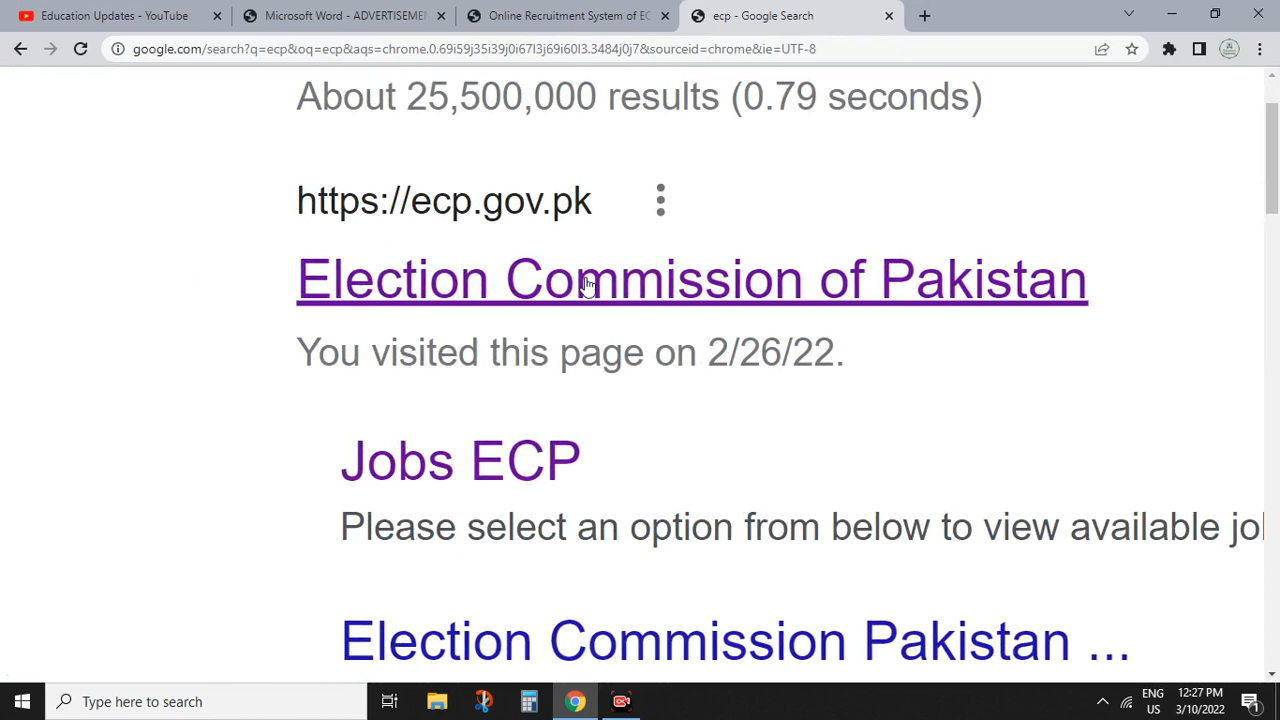 Education Updates - YouTube
Microsoft Word - ADVERTISEMEN
Online Recruitment System of EC
ecp - Google Search
google.com/search?q=ecp&oq=ecp&aqs=chrome.0.69i59j35i39j0i67l3j69i60l3.3484j0j7&sourceid=chrome&ie=UTF-8
About 25,500,000 results (0.79 seconds)
https://ecp.gov.pk
Election Commission of Pakistan
You visited this page on 2/26/22.
Jobs ECP
Please select an option from below to view available jo
Election Commission Pakistan ...
Type here to search
ENG
US
12:27 PM
3/10/2022
1